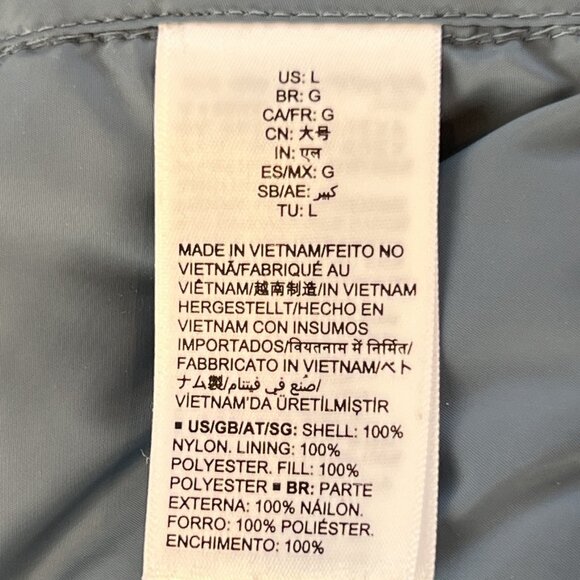 US: L
BR: G
CA/FR: G
CN: 大号
IN: एल
ES/MX: G
SB/AE: كبير
TU: L
MADE IN VIETNAM/FEITO NO
VIETNÃ/FABRIQUÉ AU
VIÊTNAM/越南制造/IN VIETNAM
HERGESTELLT/HECHO EN
VIETNAM CON INSUMOS
IMPORTADOS/वियतनाम में निर्मित/
FABBRICATO IN VIETNAM/ベト
ナム製/صُنع في فيتنام/
VİETNAM'DA ÜRETİLMİŞTİR
▪ US/GB/AT/SG: SHELL: 100%
NYLON. LINING: 100%
POLYESTER. FILL: 100%
POLYESTER ▪ BR: PARTE
EXTERNA: 100% NÁILON.
FORRO: 100% POLIÉSTER.
ENCHIMENTO: 100%